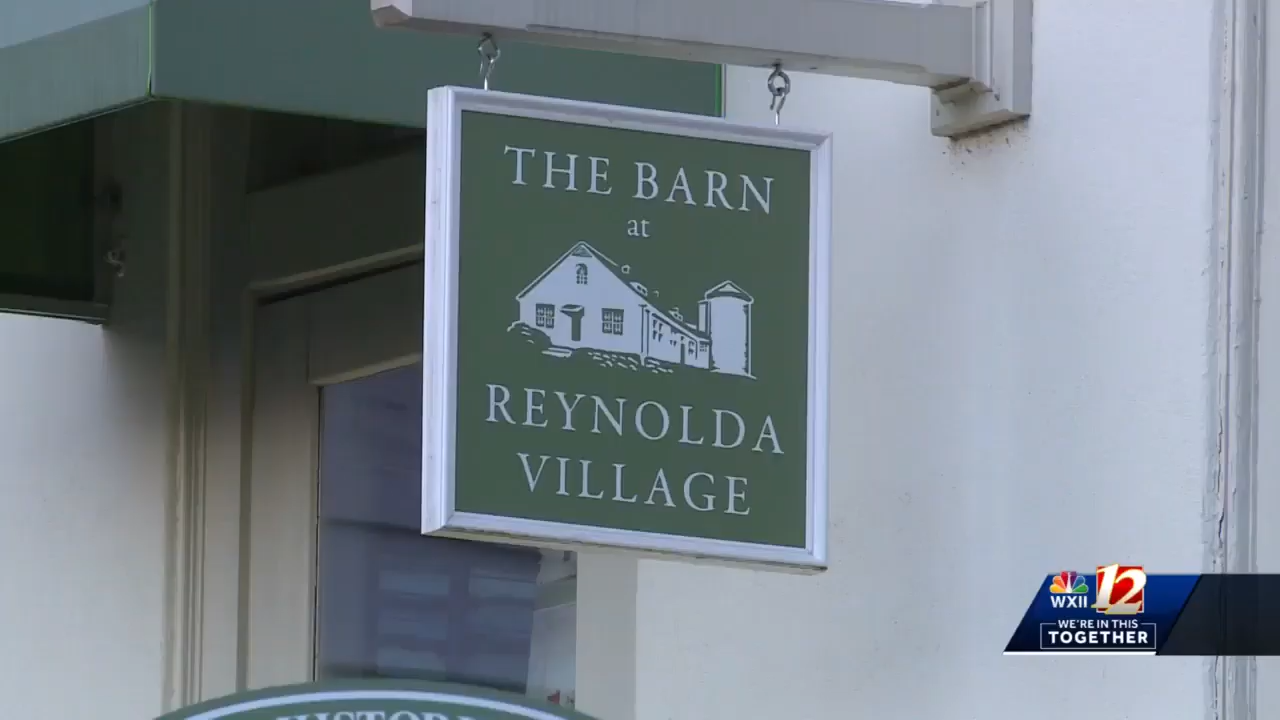 THE BARN
at
REYNOLDA
VILLAGE
WXII 12
WE'RE IN THIS
TOGETHER